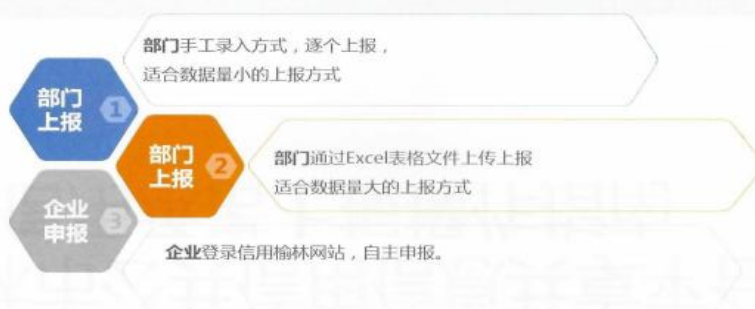 部门手工录入方式，逐个上报，
适合数据量小的上报方式
部门
上报
1
部门
上报
2
部门通过Excel表格文件上传上报
适合数据量大的上报方式
企业
申报
3
企业登录信用榆林网站，自主申报。